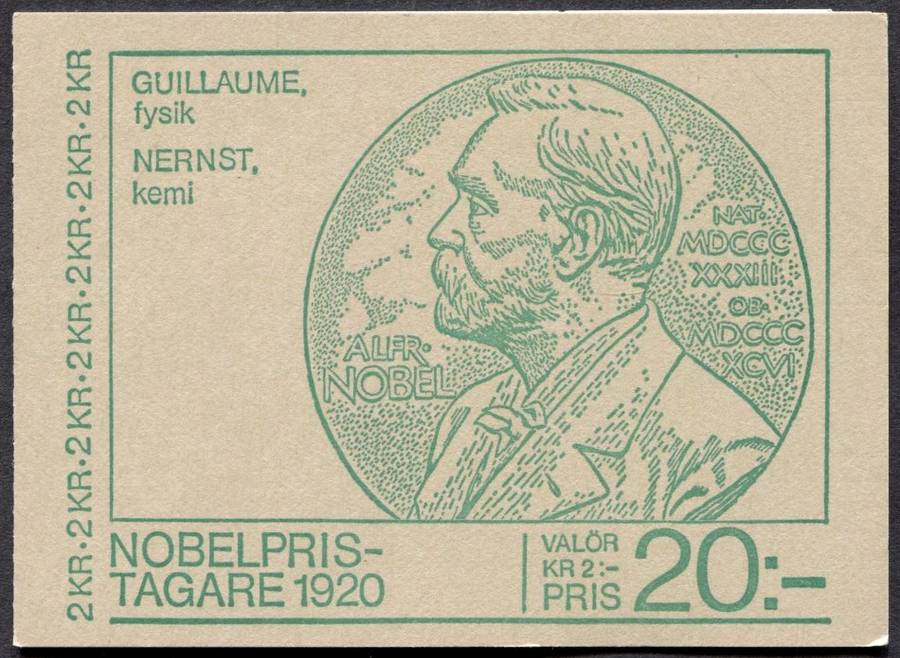 2KR·2KR·2KR·2KR·2KR·2KR·2KR·2KR
GUILLAUME,
fysik
NERNST,
kemi
ALFR·
NOBEL
NAT·
MDCCC
XXXIII
OB·
MDCCC
XCVI
NOBELPRIS-
TAGARE 1920
VALÖR
KR 2:-
PRIS
20:-